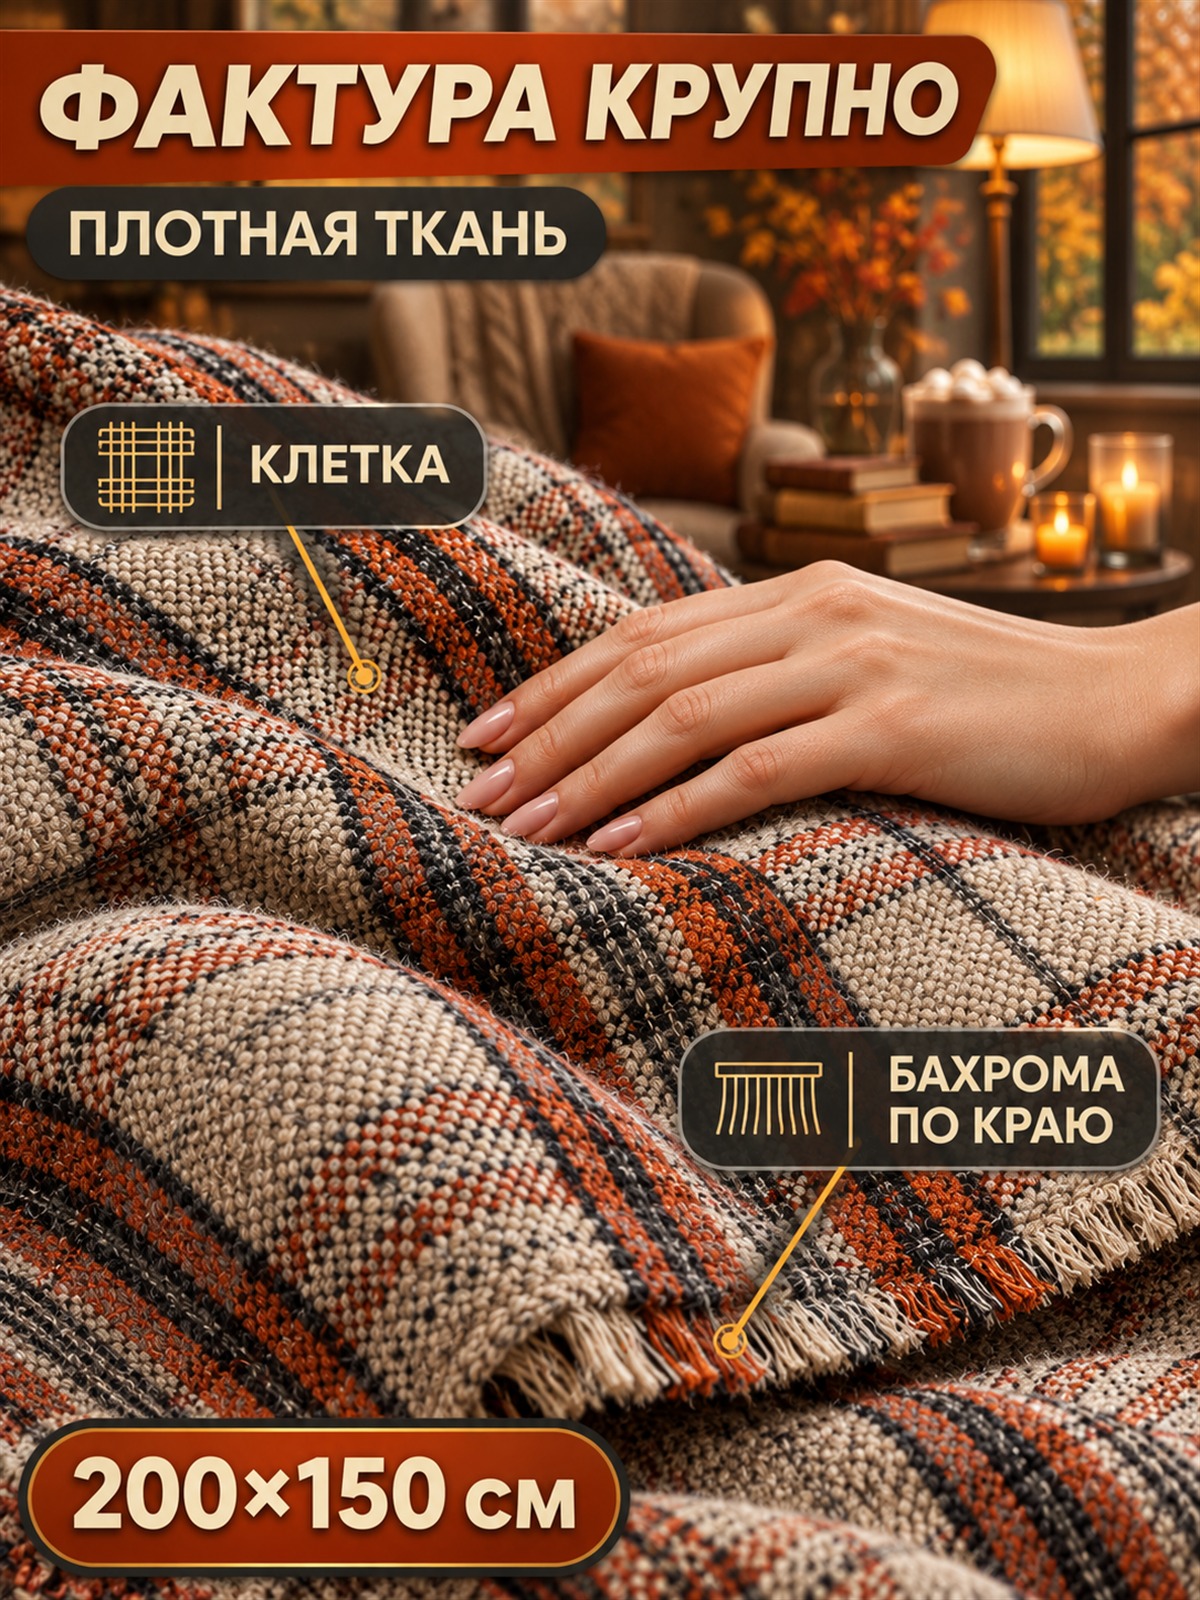 ФАКТУРА КРУПНО
ПЛОТНАЯ ТКАНЬ
КЛЕТКА
БАХРОМА
ПО КРАЮ
200×150 см